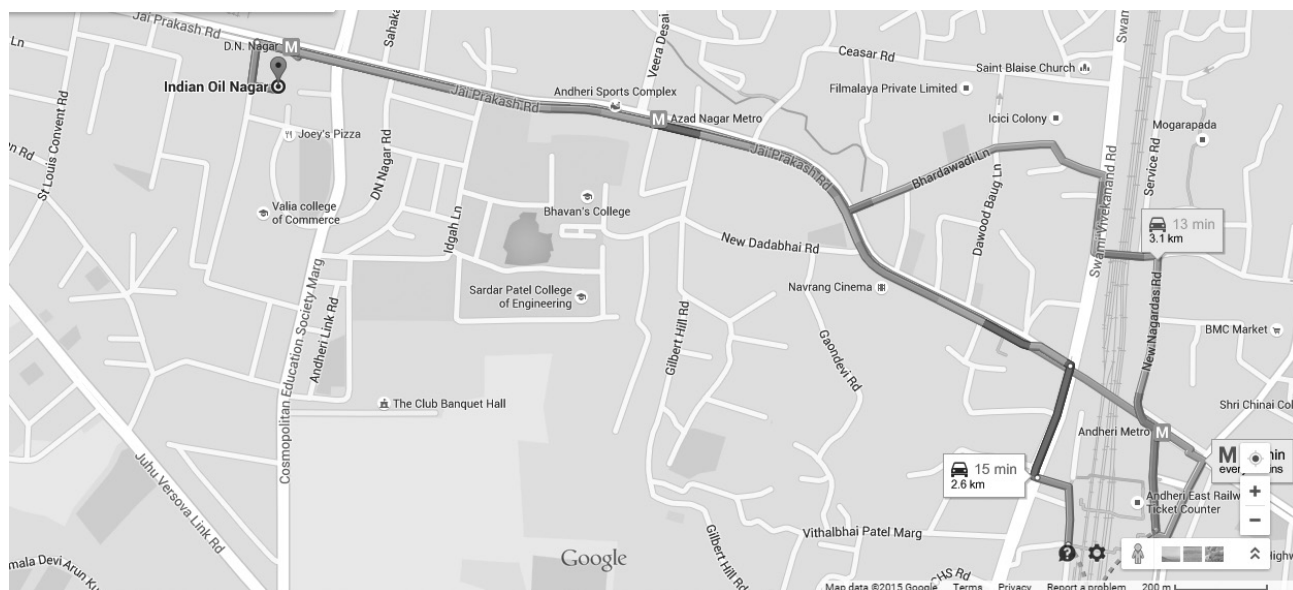 Jai Prakash Rd
D.N. Nagar
M
Indian Oil Nagar
Joey's Pizza
St Louis Convent Rd
Valia college
of Commerce
DN Nagar Rd
Idgah Ln
Jai Prakash Rd
Andheri Sports Complex
Veera Desai
M
Azad Nagar Metro
Jai Prakash Rd
Bhavan's College
New Dadabhai Rd
Sardar Patel College
of Engineering
Navrang Cinema
Ceasar Rd
Saint Blaise Church
Filmalaya Private Limited
Icici Colony
Mogarapada
Bhardawadi Ln
Dawood Baug Ln
Swami Vivekanand Rd
Service Rd
13 min
3.1 km
New Nagardas Rd
BMC Market
Gilbert Hill Rd
Gaondevi Rd
Andheri Link Rd
Cosmopolitan Education Society Marg
The Club Banquet Hall
Juhu Versova Link Rd
Shri Chinai Col
Andheri Metro
M
M
15 min
2.6 km
Andheri East Railw
Ticket Counter
Vithalbhai Patel Marg
Gilbert Hill Rd
Google
+
−
Map data ©2015 Google
Terms
Privacy
Report a problem
200 m